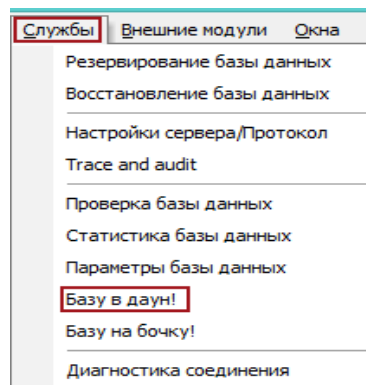 Службы Внешние модули Окна
Резервирование базы данных
Восстановление базы данных
Настройки сервера/Протокол
Trace and audit
Проверка базы данных
Статистика базы данных
Параметры базы данных
Базу в даун!
Базу на бочку!
Диагностика соединения